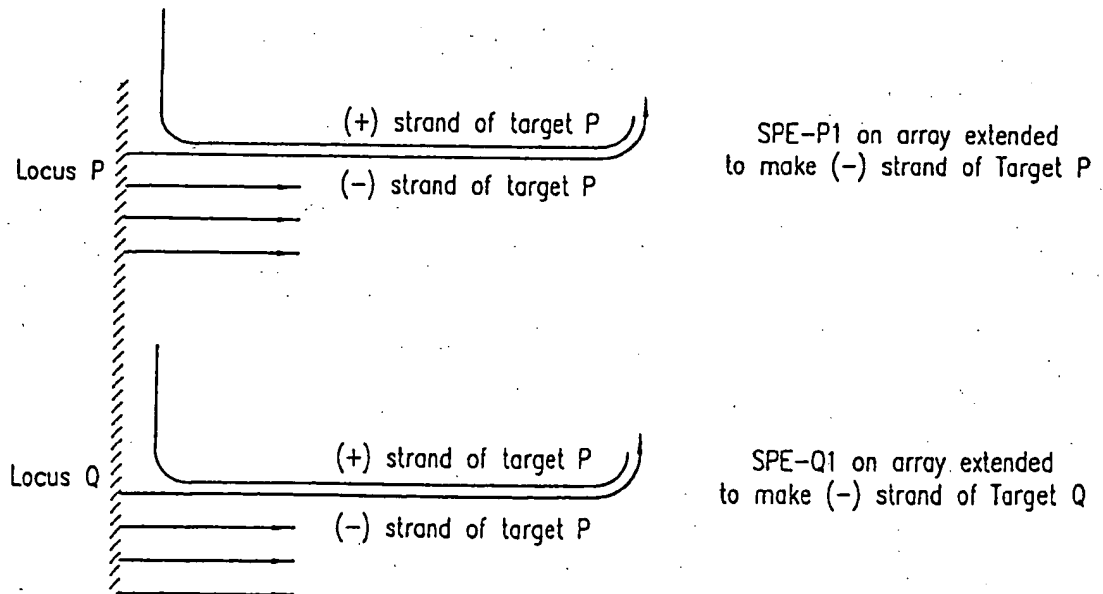 (+) strand of target P
Locus P
(-) strand of target P
SPE-P1 on array extended
to make (-) strand of Target P
(+) strand of target P
Locus Q
(-) strand of target P
SPE-Q1 on array extended
to make (-) strand of Target Q